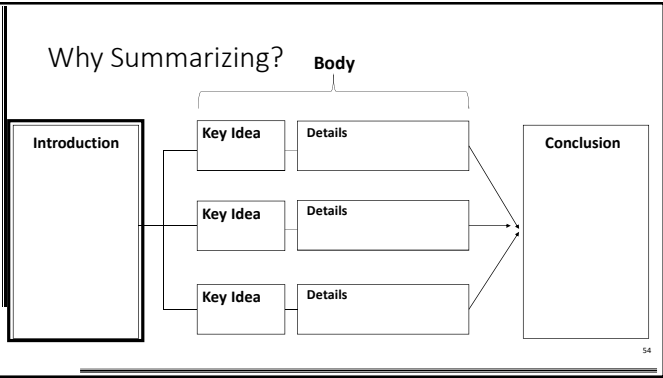 Why Summarizing?
Body
Introduction
Key Idea
Details
Key Idea
Details
Key Idea
Details
Conclusion
54